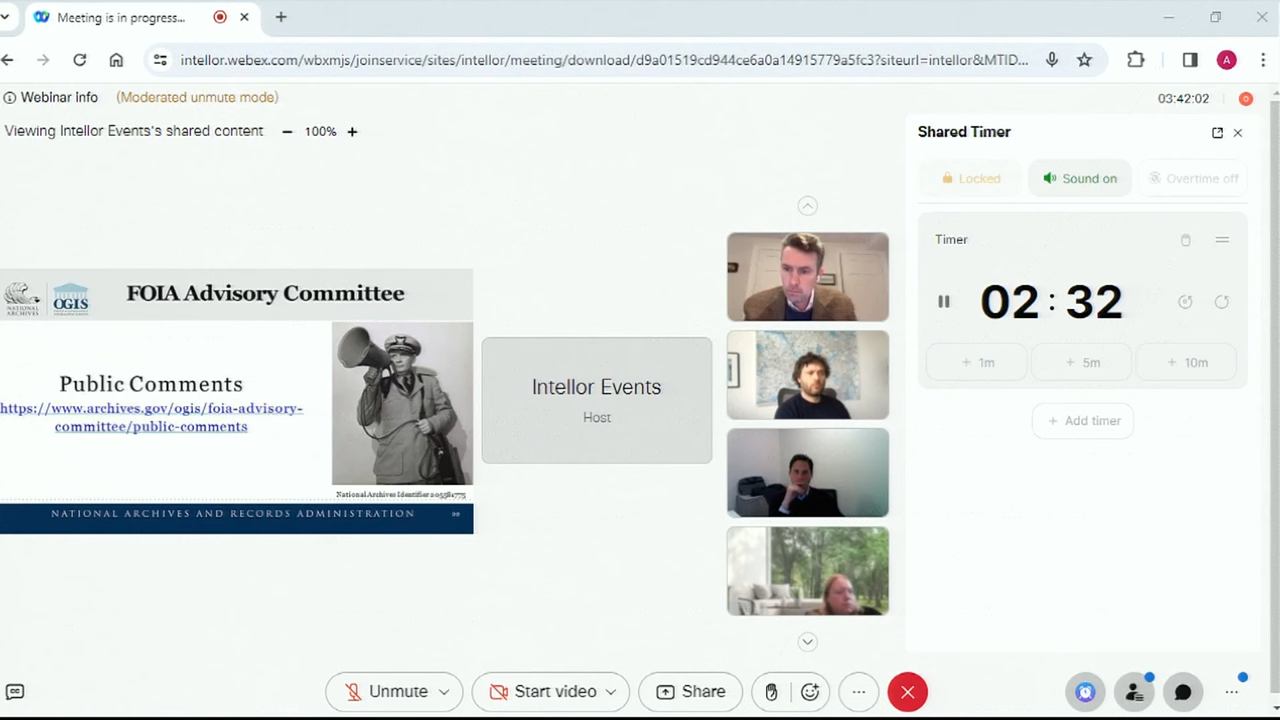 Meeting is in progress...
intellor.webex.com/wbxmjs/joinservice/sites/intellor/meeting/download/d9a01519cd944ce6a0a14915779a5fc3?siteurl=intellor&MTID...
A
Webinar Info (Moderated unmute mode)
03:42:02
Viewing Intellor Events's shared content
100%
Shared Timer
Locked
Sound on
Overtime off
Timer
02:32
+ 1m
+ 5m
+ 10m
+ Add timer
NATIONAL ARCHIVES
OGIS
FOIA Advisory Committee
Public Comments
https://www.archives.gov/ogis/foia-advisory-
committee/public-comments
National Archives Identifier
NATIONAL ARCHIVES AND RECORDS ADMINISTRATION
Intellor Events
Host
Unmute
Start video
Share